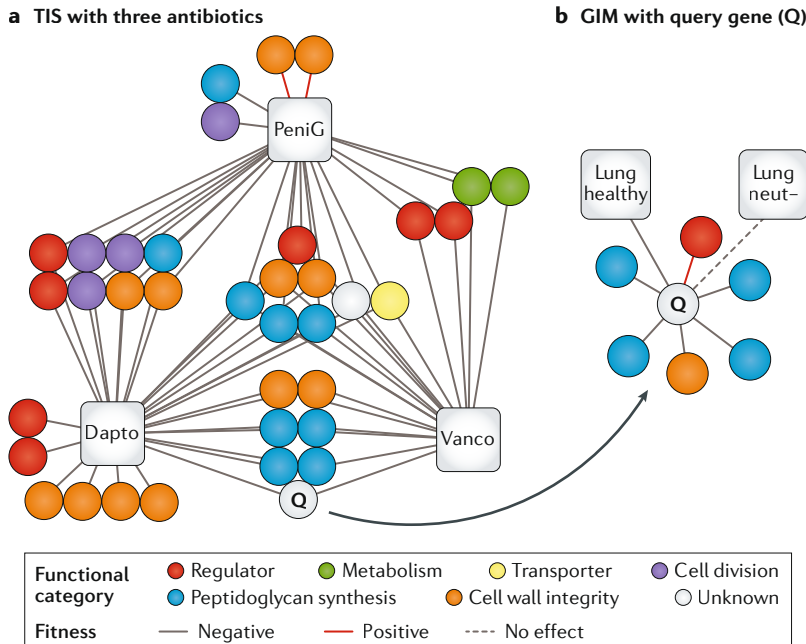 a TIS with three antibiotics
b GIM with query gene (Q)
PeniG
Lung
healthy
Lung
neut–
Q
Dapto
Vanco
Q
Functional
category
Regulator
Metabolism
Transporter
Cell division
Peptidoglycan synthesis
Cell wall integrity
Unknown
Fitness
Negative
Positive
No effect